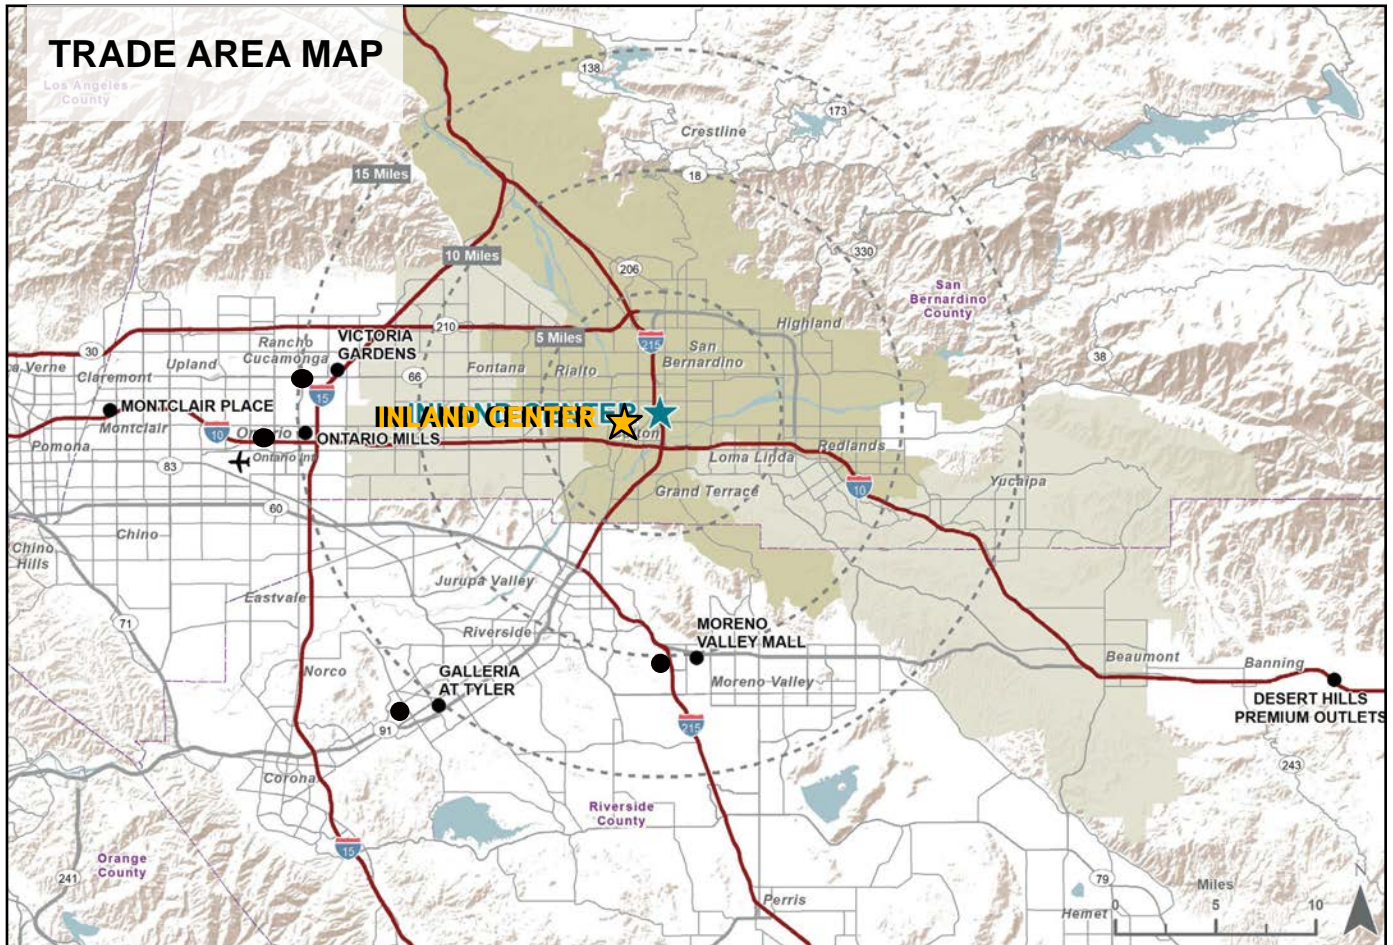 TRADE AREA MAP
Los Angeles
County
138
173
Crestline
15 Miles
18
10 Miles
330
206
San
Bernardino
County
Highland
210
VICTORIA
GARDENS
Rancho
Cucamonga
5 Miles
215
San
Bernardino
30
38
Upland
Claremont
Fontana
Rialto
66
15
MONTCLAIR PLACE
Montclair
INLAND CENTER
10
Ontario
ONTARIO MILLS
Pomona
Redlands
Loma Linda
Ontario Int
83
Grand Terrace
10
Yucaipa
60
Chino
Chino
Hills
Jurupa Valley
Eastvale
71
Riverside
MORENO
VALLEY MALL
Beaumont
Banning
Norco
GALLERIA
AT TYLER
Moreno Valley
DESERT HILLS
PREMIUM OUTLETS
91
215
243
Corona
Riverside
County
15
Orange
County
241
79
Miles
Perris
Hemet
0 5 10
N